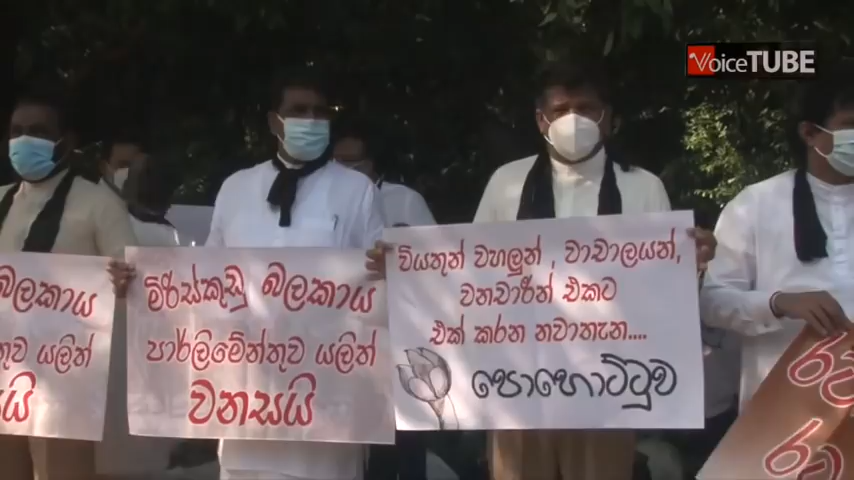 VoiceTUBE
බලකාය
යලිත්
මිරිස්කුඩු බලකාය
පාර්ලිමේන්තුව යලිත්
වනසයි
වියතුන් වහලුන් , වාචාලයන්,
වනචාරීන් එකට
එක් කරන නවාතැන....
පොහොට්ටුව